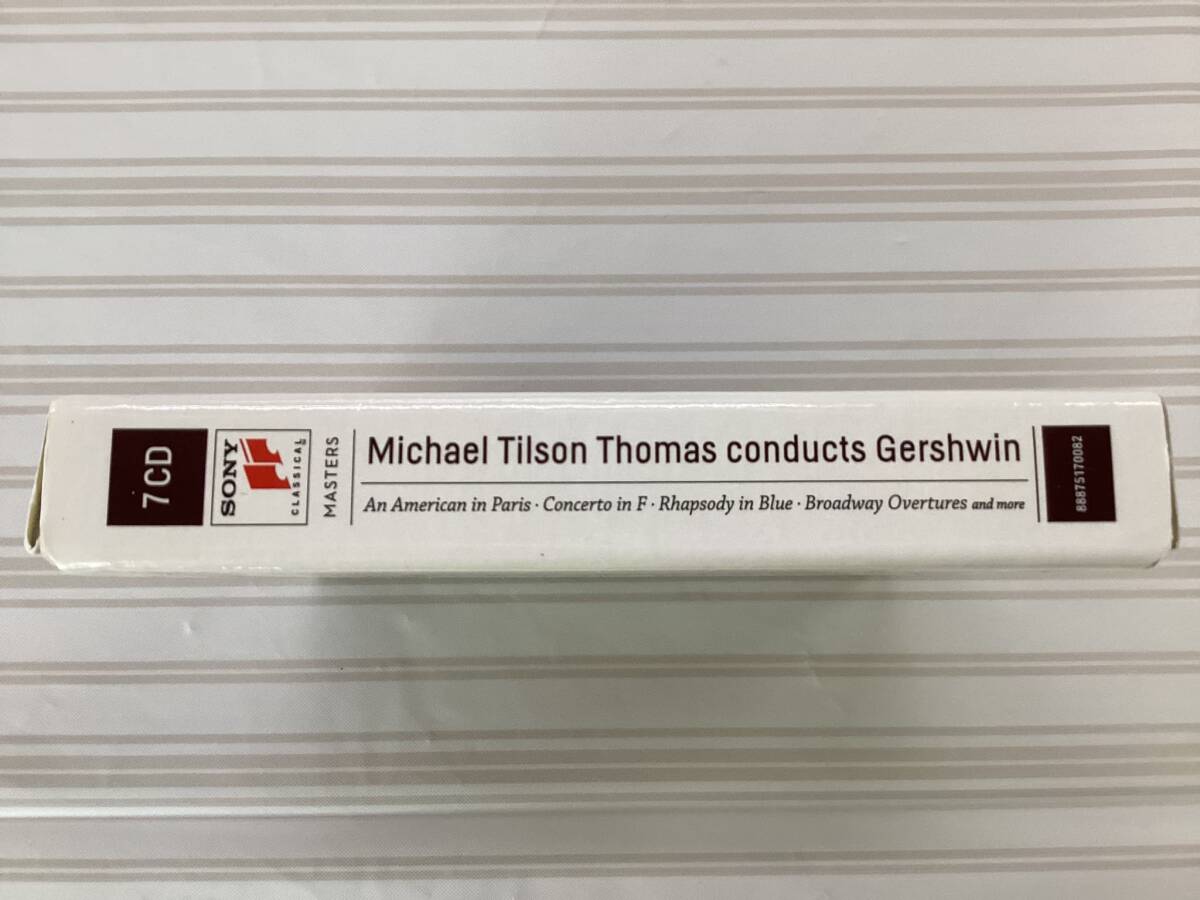 7CD
SONY
CLASSICAL
MASTERS
Michael Tilson Thomas conducts Gershwin
An American in Paris · Concerto in F · Rhapsody in Blue · Broadway Overtures and more
88875170082